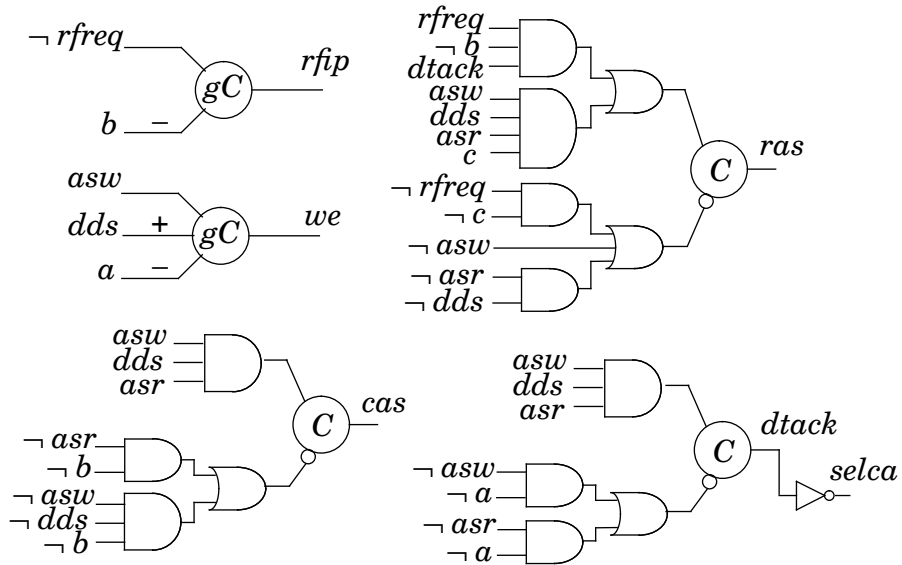 ¬ rfreq
b
−
gC
rfip
asw
dds
+
a
−
gC
we
rfreq
¬ b
dtack
asw
dds
asr
c
¬ rfreq
¬ c
¬ asw
¬ asr
¬ dds
C
ras
asw
dds
asr
¬ asr
¬ b
¬ asw
¬ dds
¬ b
C
cas
asw
dds
asr
¬ asw
¬ a
¬ asr
¬ a
C
dtack
selca